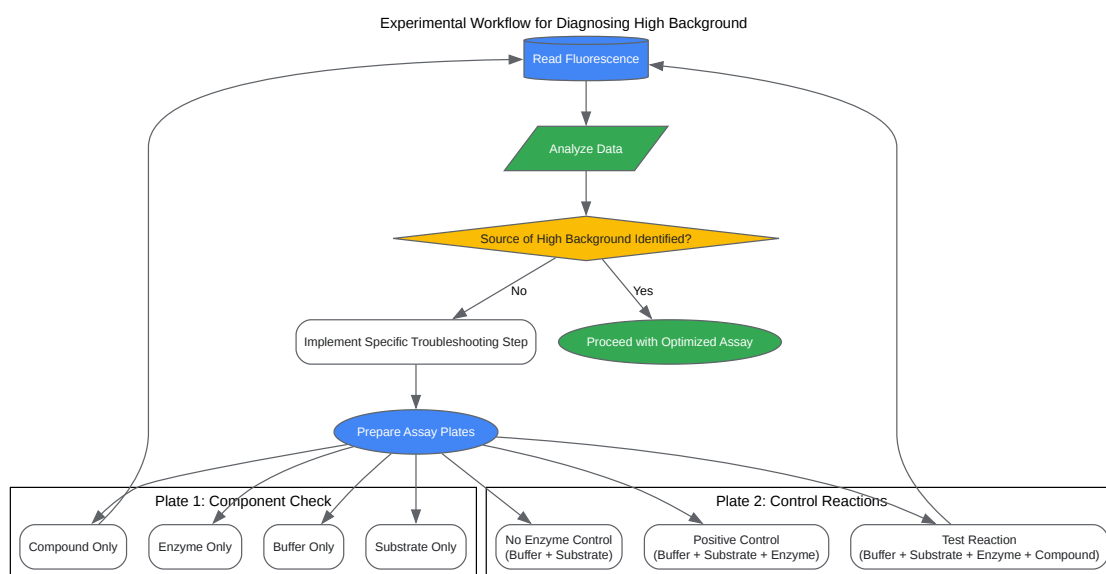 Experimental Workflow for Diagnosing High Background
Read Fluorescence
Analyze Data
Source of High Background Identified?
No
Yes
Implement Specific Troubleshooting Step
Proceed with Optimized Assay
Prepare Assay Plates
Plate 1: Component Check
Plate 2: Control Reactions
Compound Only
Enzyme Only
Buffer Only
Substrate Only
No Enzyme Control
(Buffer + Substrate)
Positive Control
(Buffer + Substrate + Enzyme)
Test Reaction
(Buffer + Substrate + Enzyme + Compound)